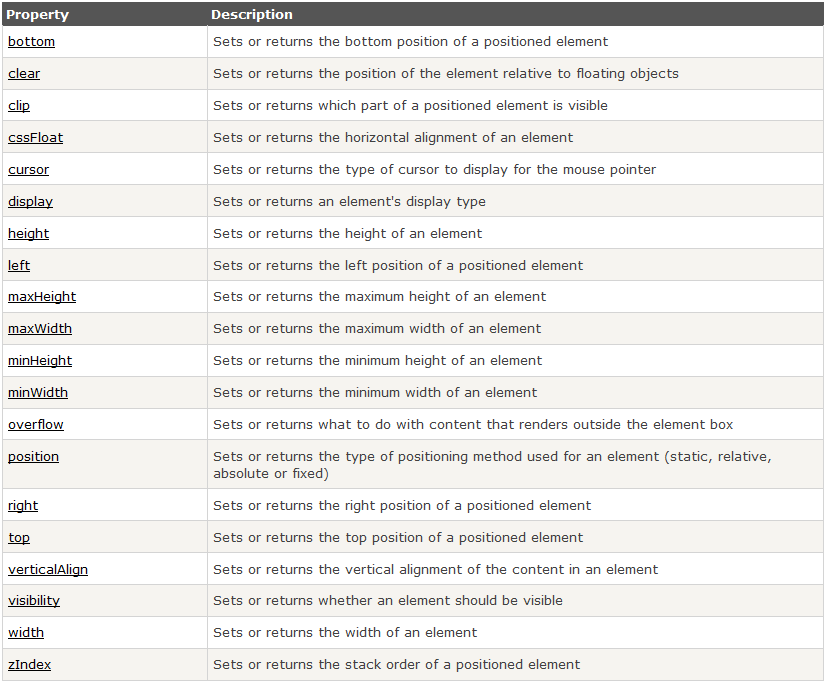 Property Description
bottom Sets or returns the bottom position of a positioned element
clear Sets or returns the position of the element relative to floating objects
clip Sets or returns which part of a positioned element is visible
cssFloat Sets or returns the horizontal alignment of an element
cursor Sets or returns the type of cursor to display for the mouse pointer
display Sets or returns an element's display type
height Sets or returns the height of an element
left Sets or returns the left position of a positioned element
maxHeight Sets or returns the maximum height of an element
maxWidth Sets or returns the maximum width of an element
minHeight Sets or returns the minimum height of an element
minWidth Sets or returns the minimum width of an element
overflow Sets or returns what to do with content that renders outside the element box
position Sets or returns the type of positioning method used for an element (static, relative,
absolute or fixed)
right Sets or returns the right position of a positioned element
top Sets or returns the top position of a positioned element
verticalAlign Sets or returns the vertical alignment of the content in an element
visibility Sets or returns whether an element should be visible
width Sets or returns the width of an element
zIndex Sets or returns the stack order of a positioned element